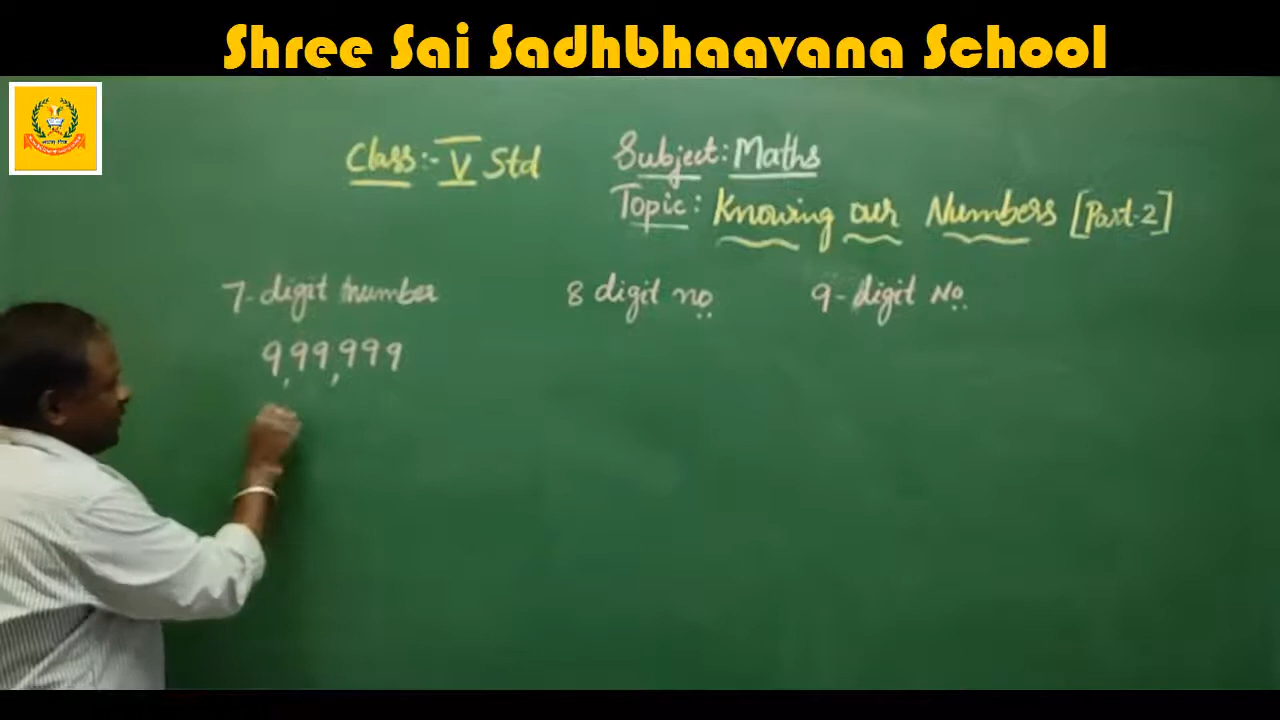 Shree Sai Sadhbhaavana School
Class:- V Std
Subject: Maths
Topic: Knowing our Numbers [Part-2]
7-digit number
8 digit no
9-digit No
9,99,999